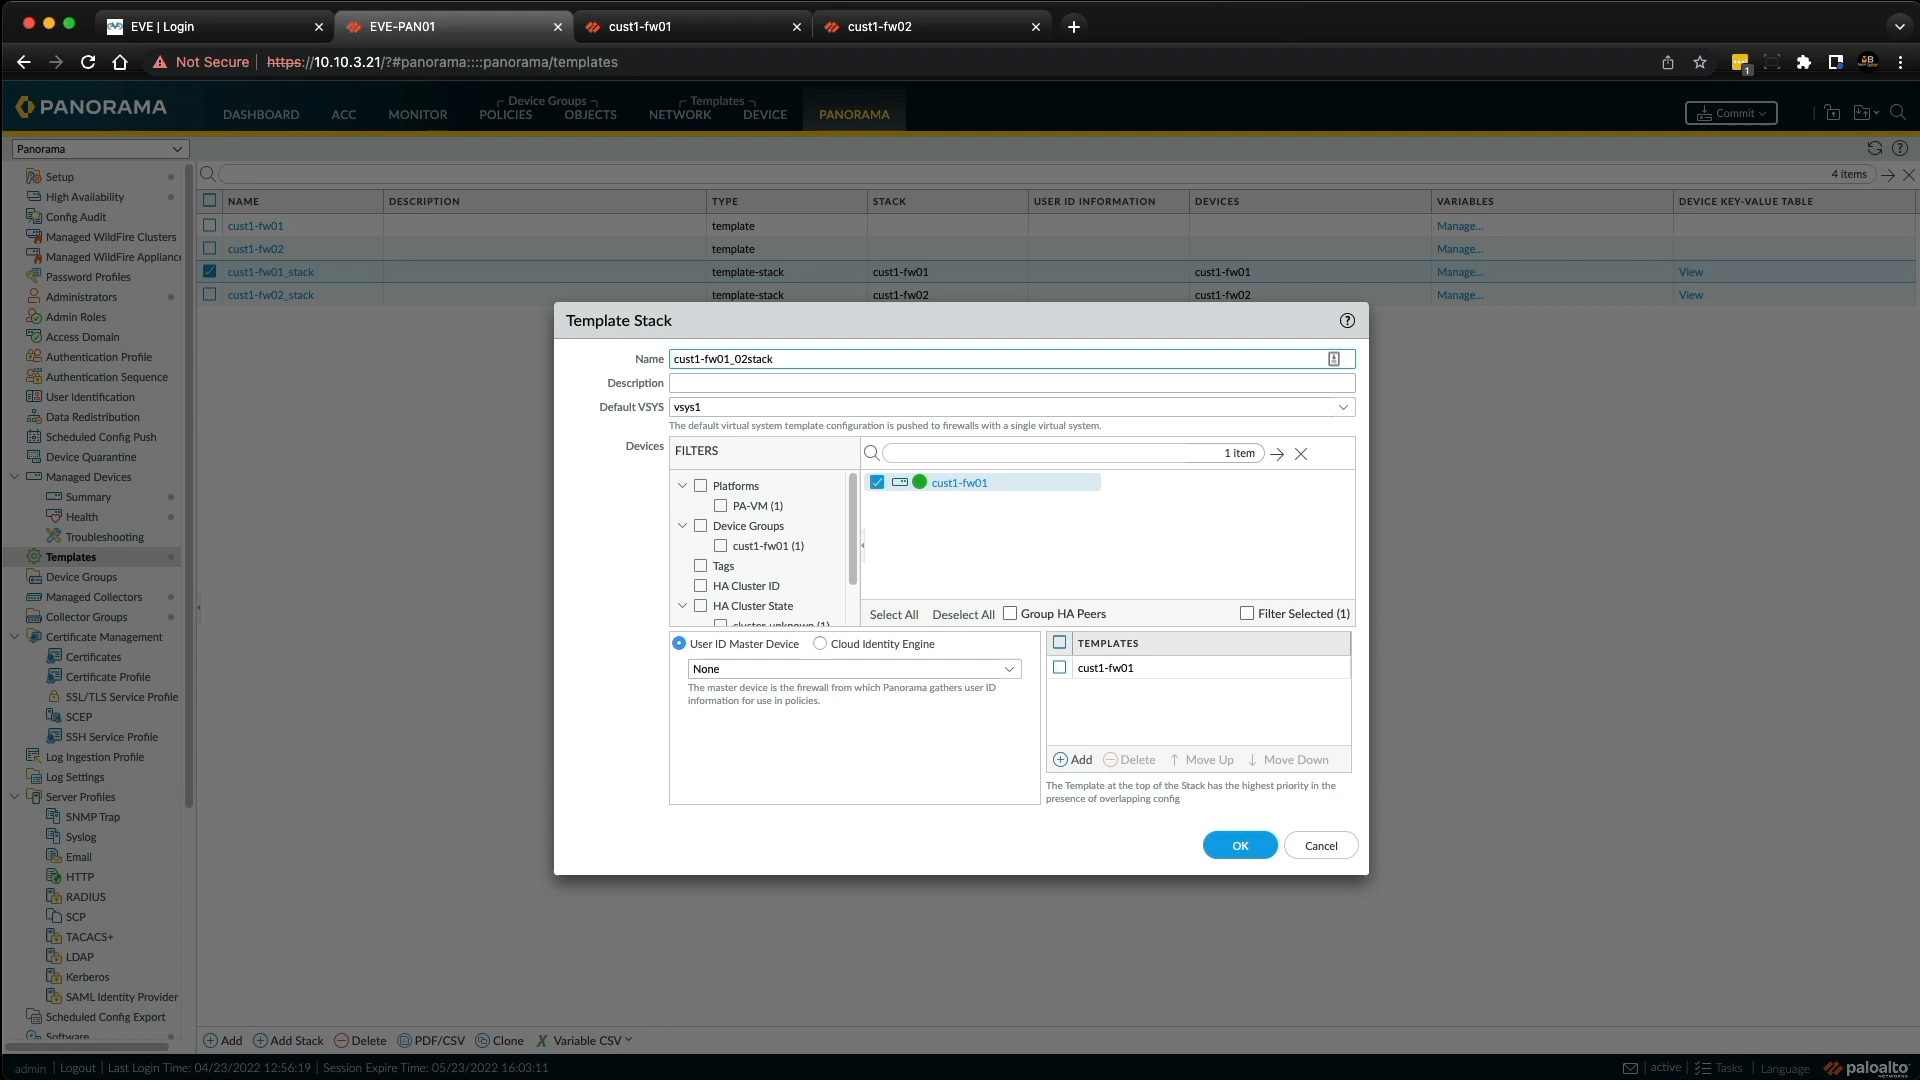 EVE | Login
EVE-PAN01
cust1-fw01
cust1-fw02
Not Secure
https://10.10.3.21/?#panorama::::panorama/templates
1
PANORAMA
DASHBOARD
ACC
MONITOR
Device Groups
POLICIES
OBJECTS
Templates
NETWORK
DEVICE
PANORAMA
Commit
Panorama
4 items
Setup
High Availability
Config Audit
Managed WildFire Clusters
Managed WildFire Appliance
Password Profiles
Administrators
Admin Roles
Access Domain
Authentication Profile
Authentication Sequence
User Identification
Data Redistribution
Scheduled Config Push
Device Quarantine
Managed Devices
Summary
Health
Troubleshooting
Templates
Device Groups
Managed Collectors
Collector Groups
Certificate Management
Certificates
Certificate Profile
SSL/TLS Service Profile
SCEP
SSH Service Profile
Log Ingestion Profile
Log Settings
Server Profiles
SNMP Trap
Syslog
Email
HTTP
RADIUS
SCP
TACACS+
LDAP
Kerberos
SAML Identity Provider
Scheduled Config Export
Software
NAME DESCRIPTION TYPE STACK USER ID INFORMATION DEVICES VARIABLES DEVICE KEY-VALUE TABLE
cust1-fw01 template Manage...
cust1-fw02 template Manage...
cust1-fw01_stack template-stack cust1-fw01 cust1-fw01 Manage... View
cust1-fw02_stack template-stack cust1-fw02 cust1-fw02 Manage... View
Template Stack
Name cust1-fw01_02stack
Description
Default VSYS vsys1
The default virtual system template configuration is pushed to firewalls with a single virtual system.
Devices
FILTERS
Platforms
PA-VM (1)
Device Groups
cust1-fw01 (1)
Tags
HA Cluster ID
HA Cluster State
cluster-unknown (1)
1 item
cust1-fw01
Select All Deselect All Group HA Peers Filter Selected (1)
User ID Master Device Cloud Identity Engine
None
The master device is the firewall from which Panorama gathers user ID
information for use in policies.
TEMPLATES
cust1-fw01
Add Delete Move Up Move Down
The Template at the top of the Stack has the highest priority in the
presence of overlapping config
OK Cancel
Add Add Stack Delete PDF/CSV Clone Variable CSV
admin | Logout | Last Login Time: 04/23/2022 12:56:19 | Session Expire Time: 05/23/2022 16:03:11
active | Tasks | Language
paloalto
NETWORKS